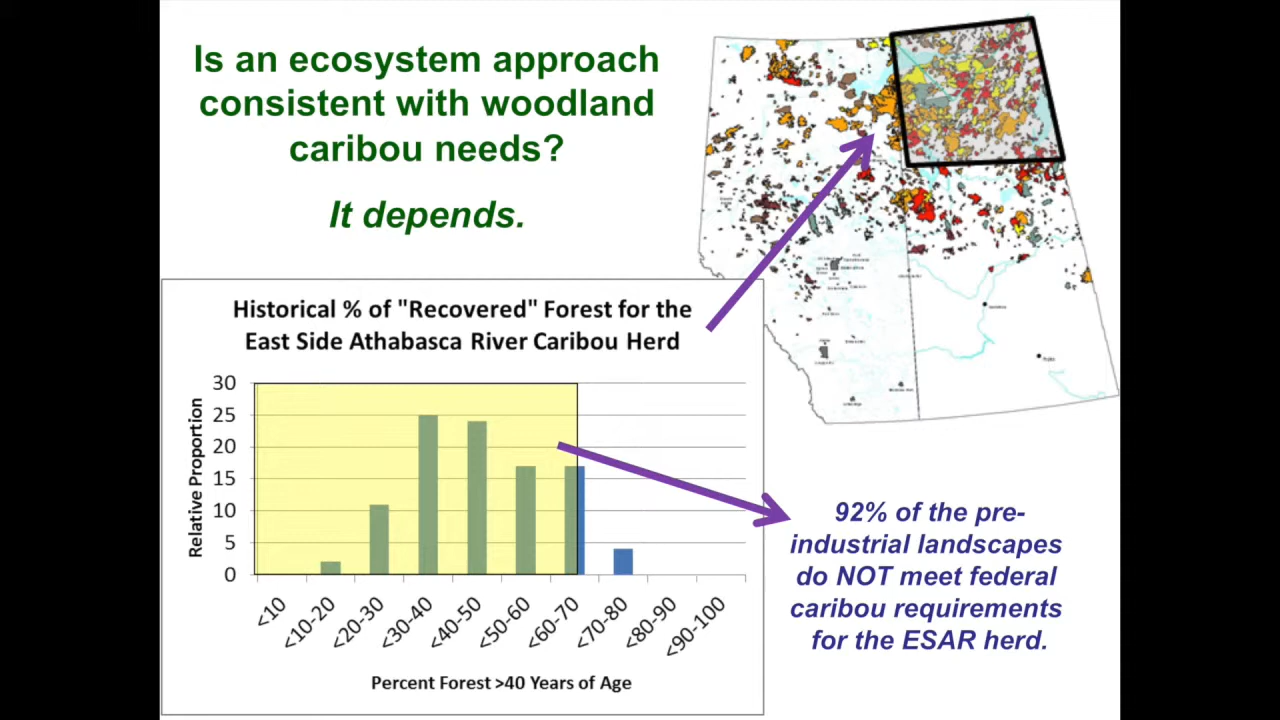 Is an ecosystem approach
consistent with woodland
caribou needs?
It depends.
Historical % of "Recovered" Forest for the
East Side Athabasca River Caribou Herd
Relative Proportion
30
25
20
15
10
5
0
<10
<10-20
<20-30
<30-40
<40-50
<50-60
<60-70
<70-80
<80-90
<90-100
Percent Forest >40 Years of Age
92% of the pre-
industrial landscapes
do NOT meet federal
caribou requirements
for the ESAR herd.